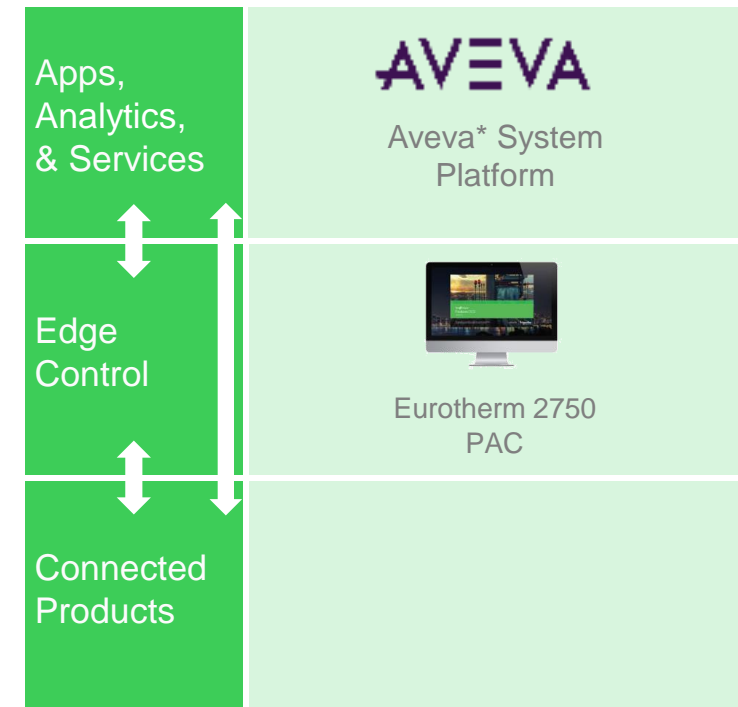 Apps,
Analytics,
& Services
AVEVA
Aveva* System
Platform
Edge
Control
Eurotherm 2750
PAC
Connected
Products